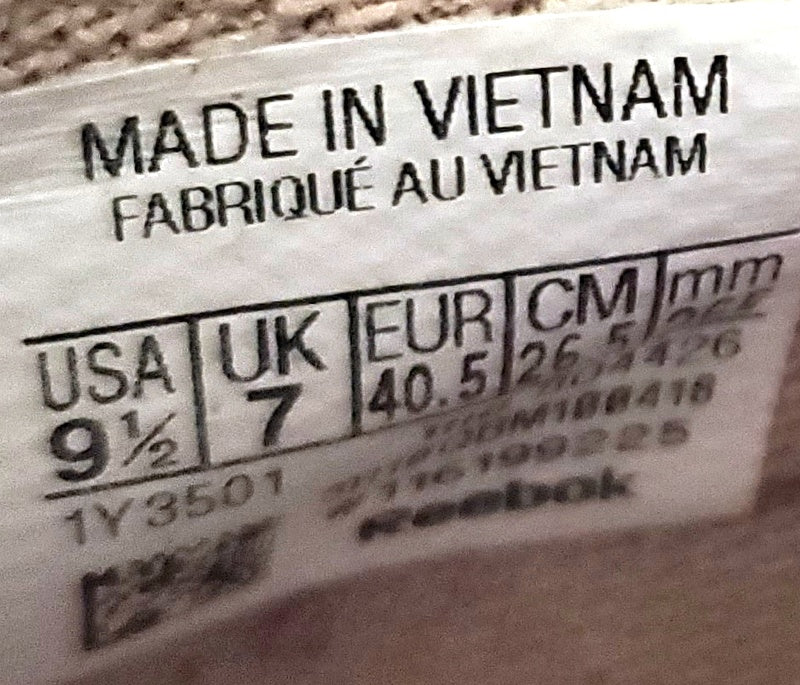 MADE IN VIETNAM
FABRIQUÉ AU VIETNAM
USA UK EUR CM mm
9½ 7 40.5 26.5
1Y3501
Reebok